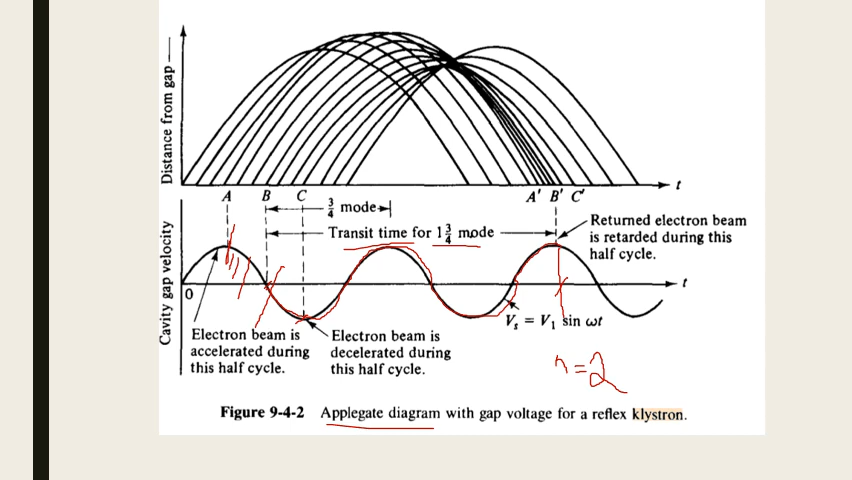 Distance from gap
t
A B C A' B' C'
3/4 mode
Transit time for 1 3/4 mode
Returned electron beam
is retarded during this
half cycle.
Cavity gap velocity
0
t
Vs = V1 sin ωt
Electron beam is
accelerated during
this half cycle.
Electron beam is
decelerated during
this half cycle.
n=2
Figure 9-4-2 Applegate diagram with gap voltage for a reflex klystron.